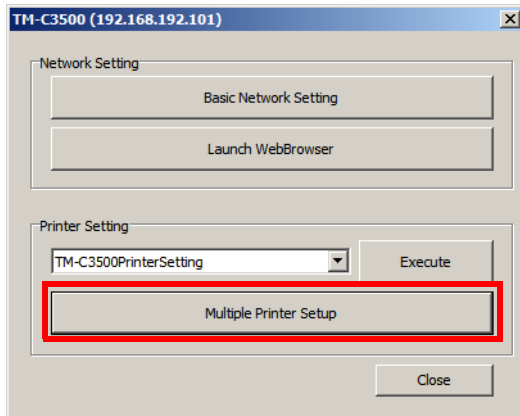 TM-C3500 (192.168.192.101)
Network Setting
Basic Network Setting
Launch WebBrowser
Printer Setting
TM-C3500PrinterSetting
Execute
Multiple Printer Setup
Close